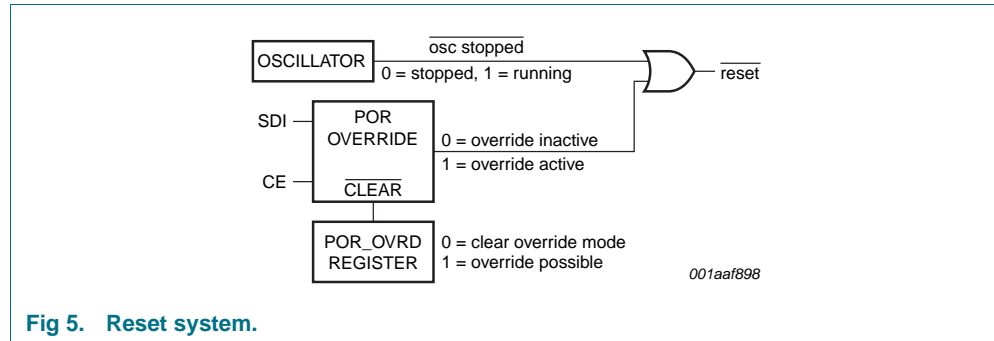 osc stopped
OSCILLATOR
0 = stopped, 1 = running
reset
SDI
POR
OVERRIDE
0 = override inactive
1 = override active
CE
CLEAR
POR_OVRD
REGISTER
0 = clear override mode
1 = override possible
001aaf898
Fig 5. Reset system.